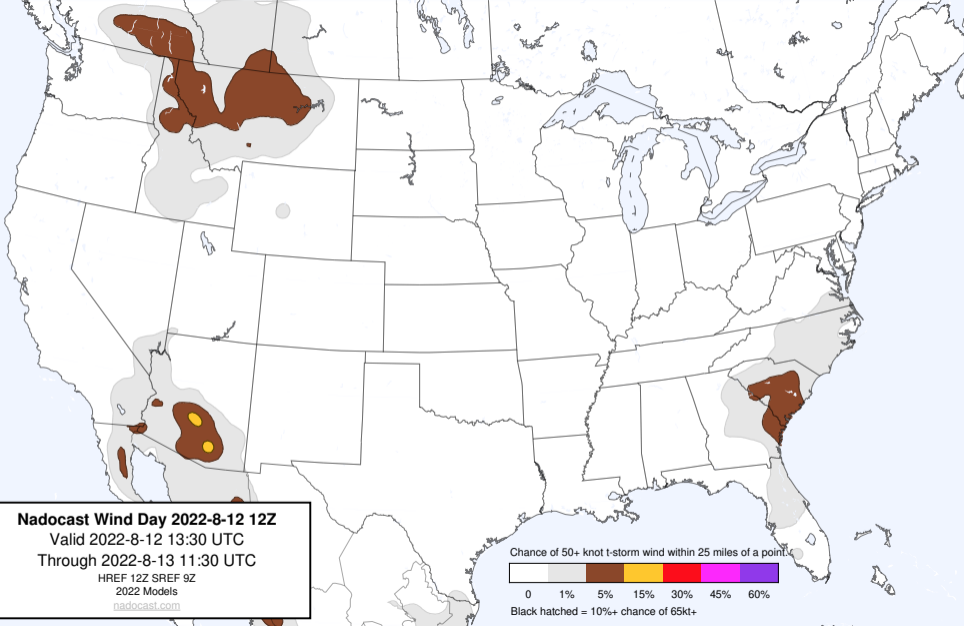 Nadocast Wind Day 2022-8-12 12Z
Valid 2022-8-12 13:30 UTC
Through 2022-8-13 11:30 UTC
HREF 12Z SREF 9Z
2022 Models
nadocast.com
Chance of 50+ knot t-storm wind within 25 miles of a point.
0 1% 5% 15% 30% 45% 60%
Black hatched = 10%+ chance of 65kt+